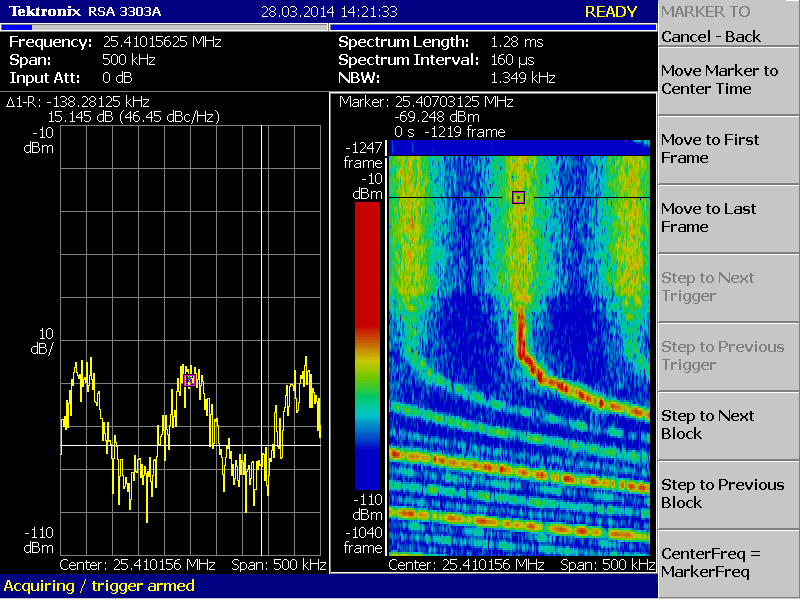 Tektronix RSA 3303A 28.03.2014 14:21:33 READY
Frequency: 25.41015625 MHz
Span: 500 kHz
Input Att: 0 dB
Spectrum Length: 1.28 ms
Spectrum Interval: 160 µs
NBW: 1.349 kHz
Δ1-R: -138.28125 kHz
15.145 dB (46.45 dBc/Hz)
-10
dBm
10
dB/
-110
dBm
Center: 25.410156 MHz Span: 500 kHz
Marker: 25.40703125 MHz
-69.248 dBm
0 s -1219 frame
-1247
frame
-10
dBm
-110
dBm
-1040
frame
Center: 25.410156 MHz Span: 500 kHz
Acquiring / trigger armed
MARKER TO
Cancel - Back
Move Marker to
Center Time
Move to First
Frame
Move to Last
Frame
Step to Next
Trigger
Step to Previous
Trigger
Step to Next
Block
Step to Previous
Block
CenterFreq =
MarkerFreq